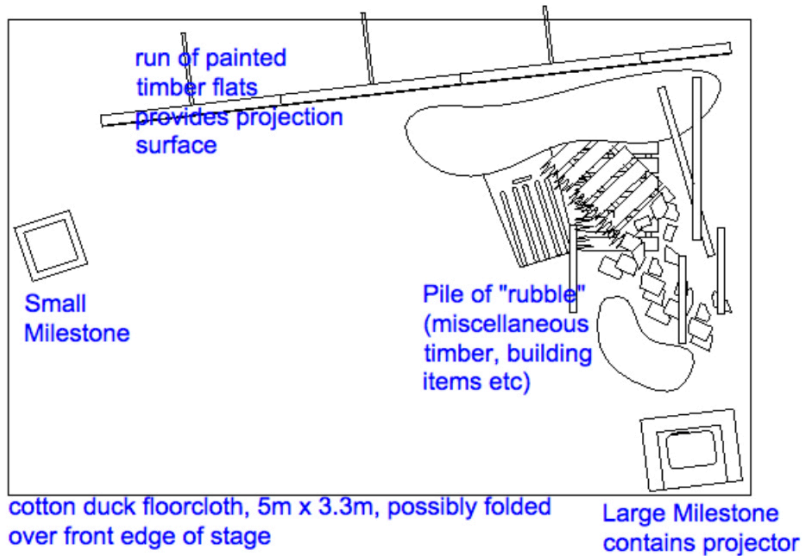 run of painted
timber flats
provides projection
surface
Small
Milestone
Pile of "rubble"
(miscellaneous
timber, building
items etc)
cotton duck floorcloth, 5m x 3.3m, possibly folded
over front edge of stage
Large Milestone
contains projector